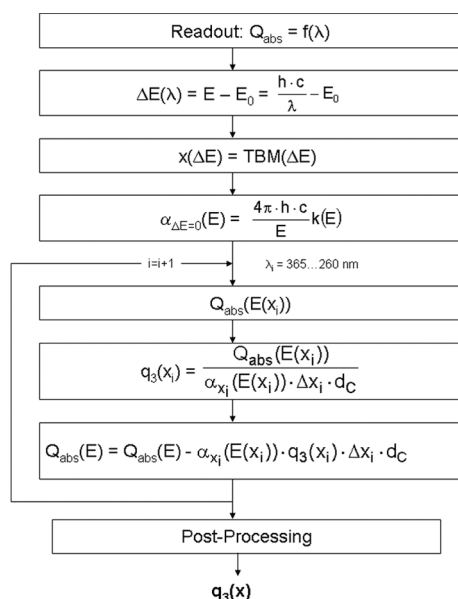 Readout: Q_abs = f(λ)
ΔE(λ) = E – E_0 = h · c / λ – E_0
x(ΔE) = TBM(ΔE)
α_ΔE=0(E) = 4π · h · c / E k(E)
i=i+1 λ_i = 365...260 nm
Q_abs(E(x_i))
q_3(x_i) = Q_abs(E(x_i)) / α_x_i(E(x_i)) · Δx_i · d_C
Q_abs(E) = Q_abs(E) - α_x_i(E(x_i)) · q_3(x_i) · Δx_i · d_C
Post-Processing
q_3(x)